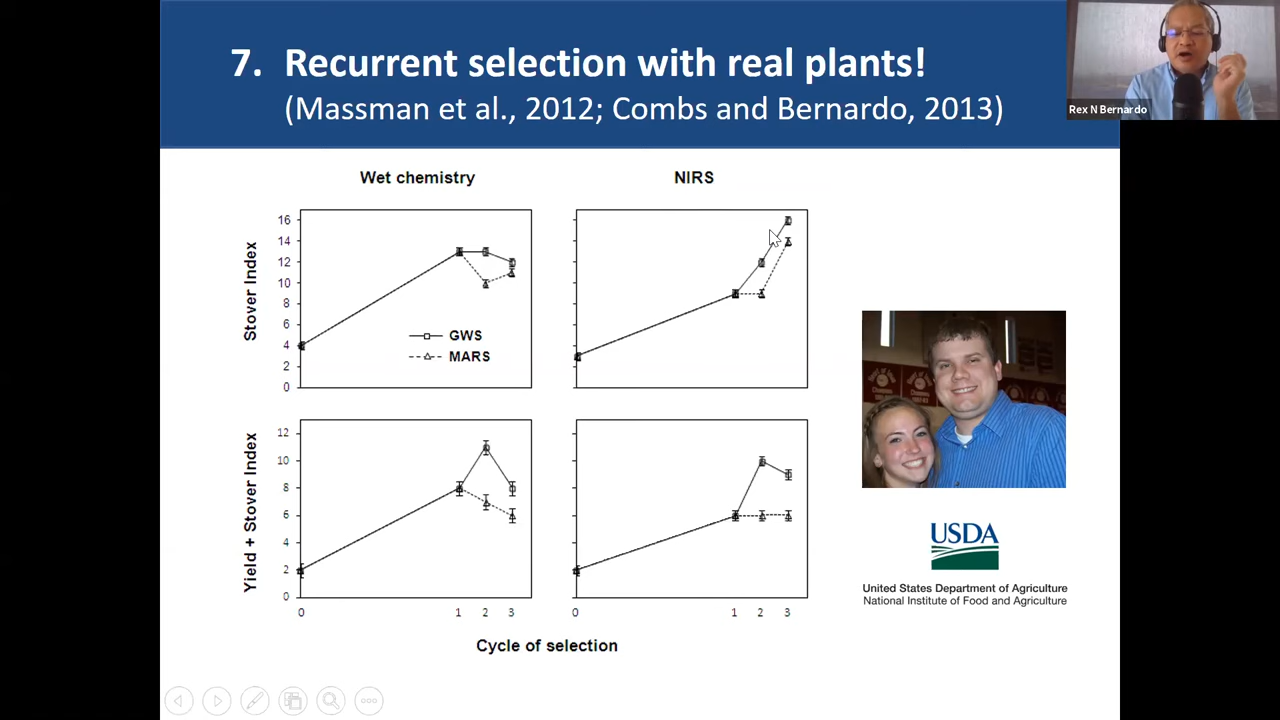 7. Recurrent selection with real plants!
(Massman et al., 2012; Combs and Bernardo, 2013)
Rex N Bernardo
Wet chemistry
NIRS
Stover Index
16
14
12
10
8
6
4
2
0
GWS
MARS
Yield + Stover Index
12
10
8
6
4
2
0
0 1 2 3
0 1 2 3
Cycle of selection
USDA
United States Department of Agriculture
National Institute of Food and Agriculture